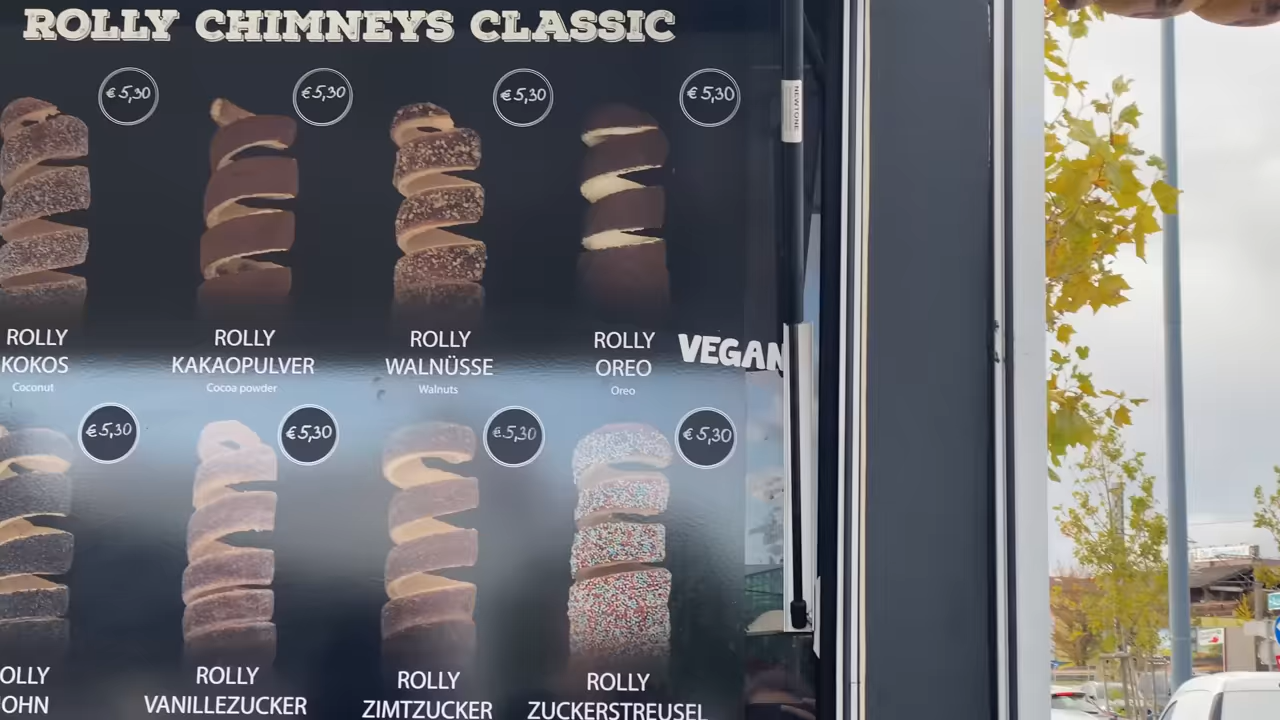 ROLLY CHIMNEYS CLASSIC
€ 5,30
€ 5,30
€ 5,30
€ 5,30
NEWTONE
ROLLY
KOKOS
Coconut
ROLLY
KAKAOPULVER
Cocoa powder
ROLLY
WALNÜSSE
Walnuts
ROLLY
OREO
Oreo
VEGAN
€ 5,30
€ 5,30
€ 5,30
€ 5,30
OLLY
OHN
ROLLY
VANILLEZUCKER
ROLLY
ZIMTZUCKER
ROLLY
ZUCKERSTREUSEL